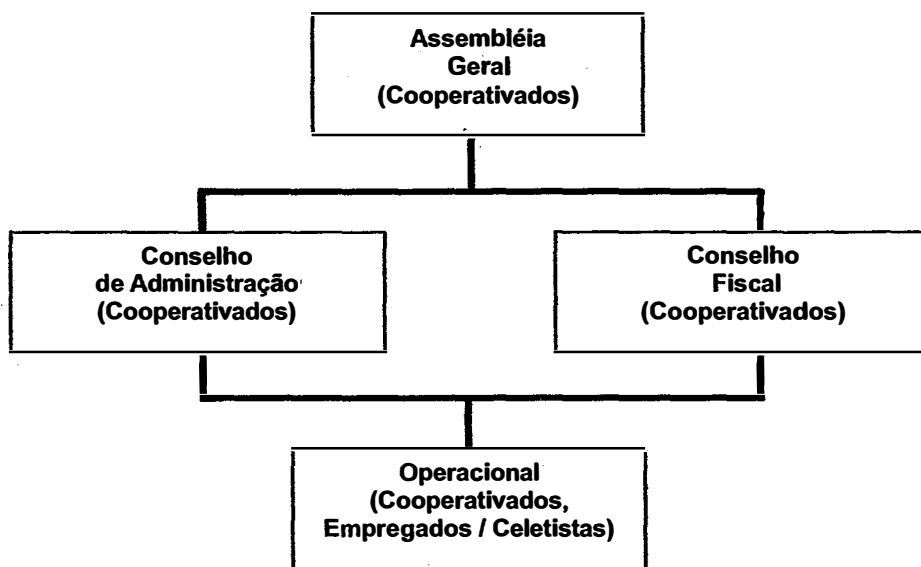 Assembléia
Geral
(Cooperativados)
Conselho
de Administração
(Cooperativados)
Conselho
Fiscal
(Cooperativados)
Operacional
(Cooperativados,
Empregados / Celetistas)